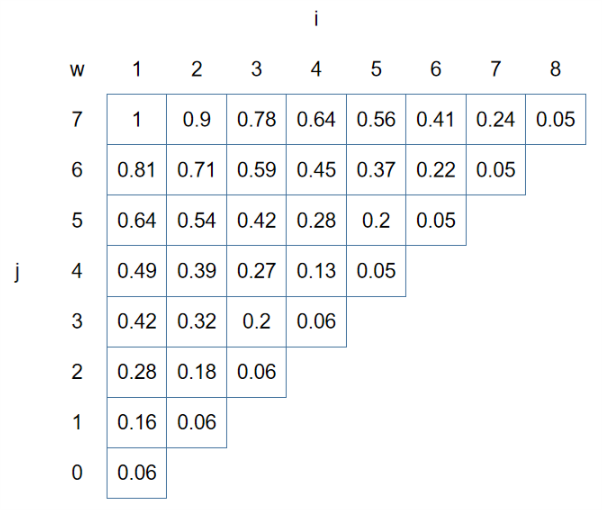 i
w 1 2 3 4 5 6 7 8
7 1 0.9 0.78 0.64 0.56 0.41 0.24 0.05
6 0.81 0.71 0.59 0.45 0.37 0.22 0.05
5 0.64 0.54 0.42 0.28 0.2 0.05
j 4 0.49 0.39 0.27 0.13 0.05
3 0.42 0.32 0.2 0.06
2 0.28 0.18 0.06
1 0.16 0.06
0 0.06